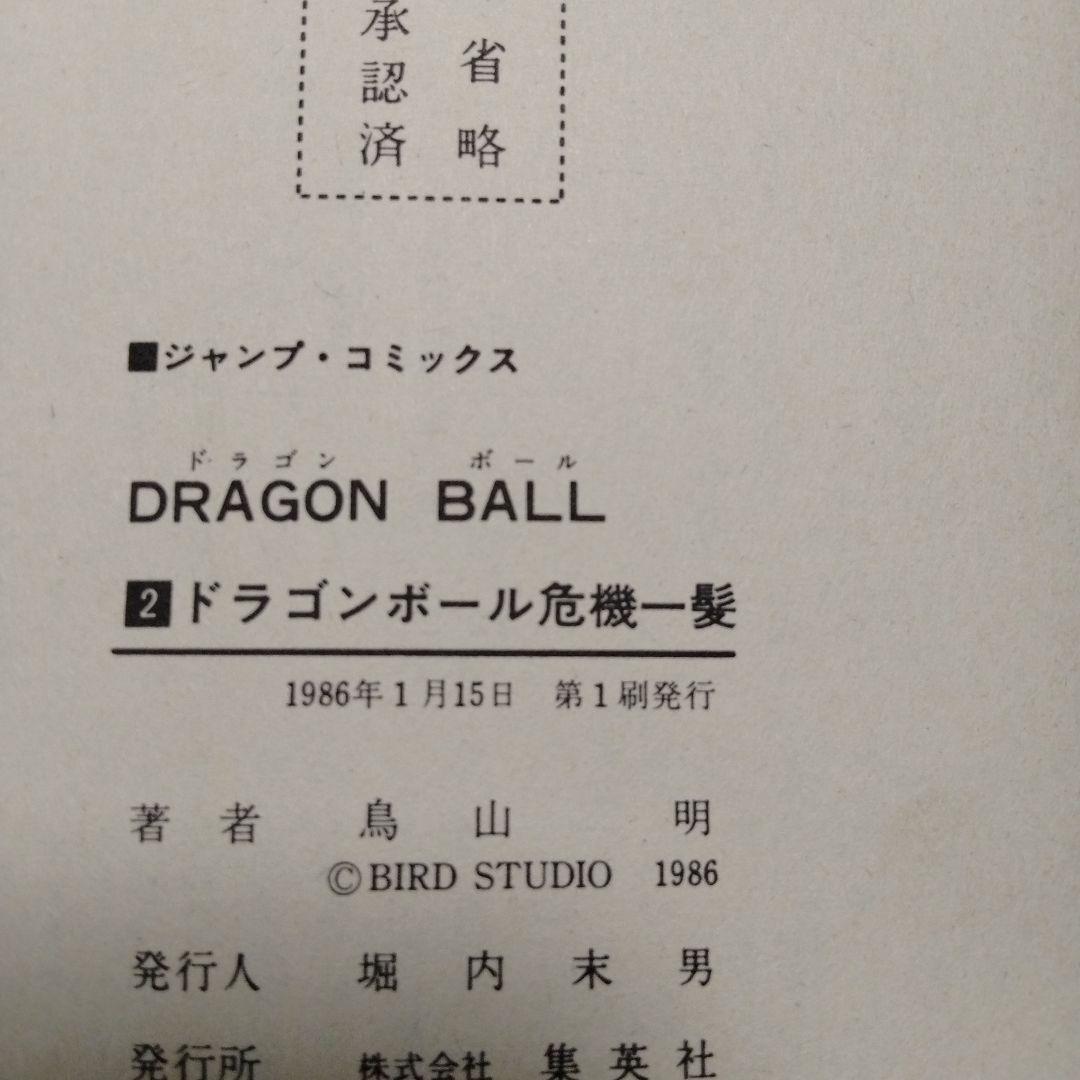 省略
承認済
■ジャンプ・コミックス
ドラゴン ボール
DRAGON BALL
2 ドラゴンボール危機一髪
1986年1月15日 第1刷発行
著者 鳥山 明
©BIRD STUDIO 1986
発行人 堀内末男
発行所 株式会社 集英社